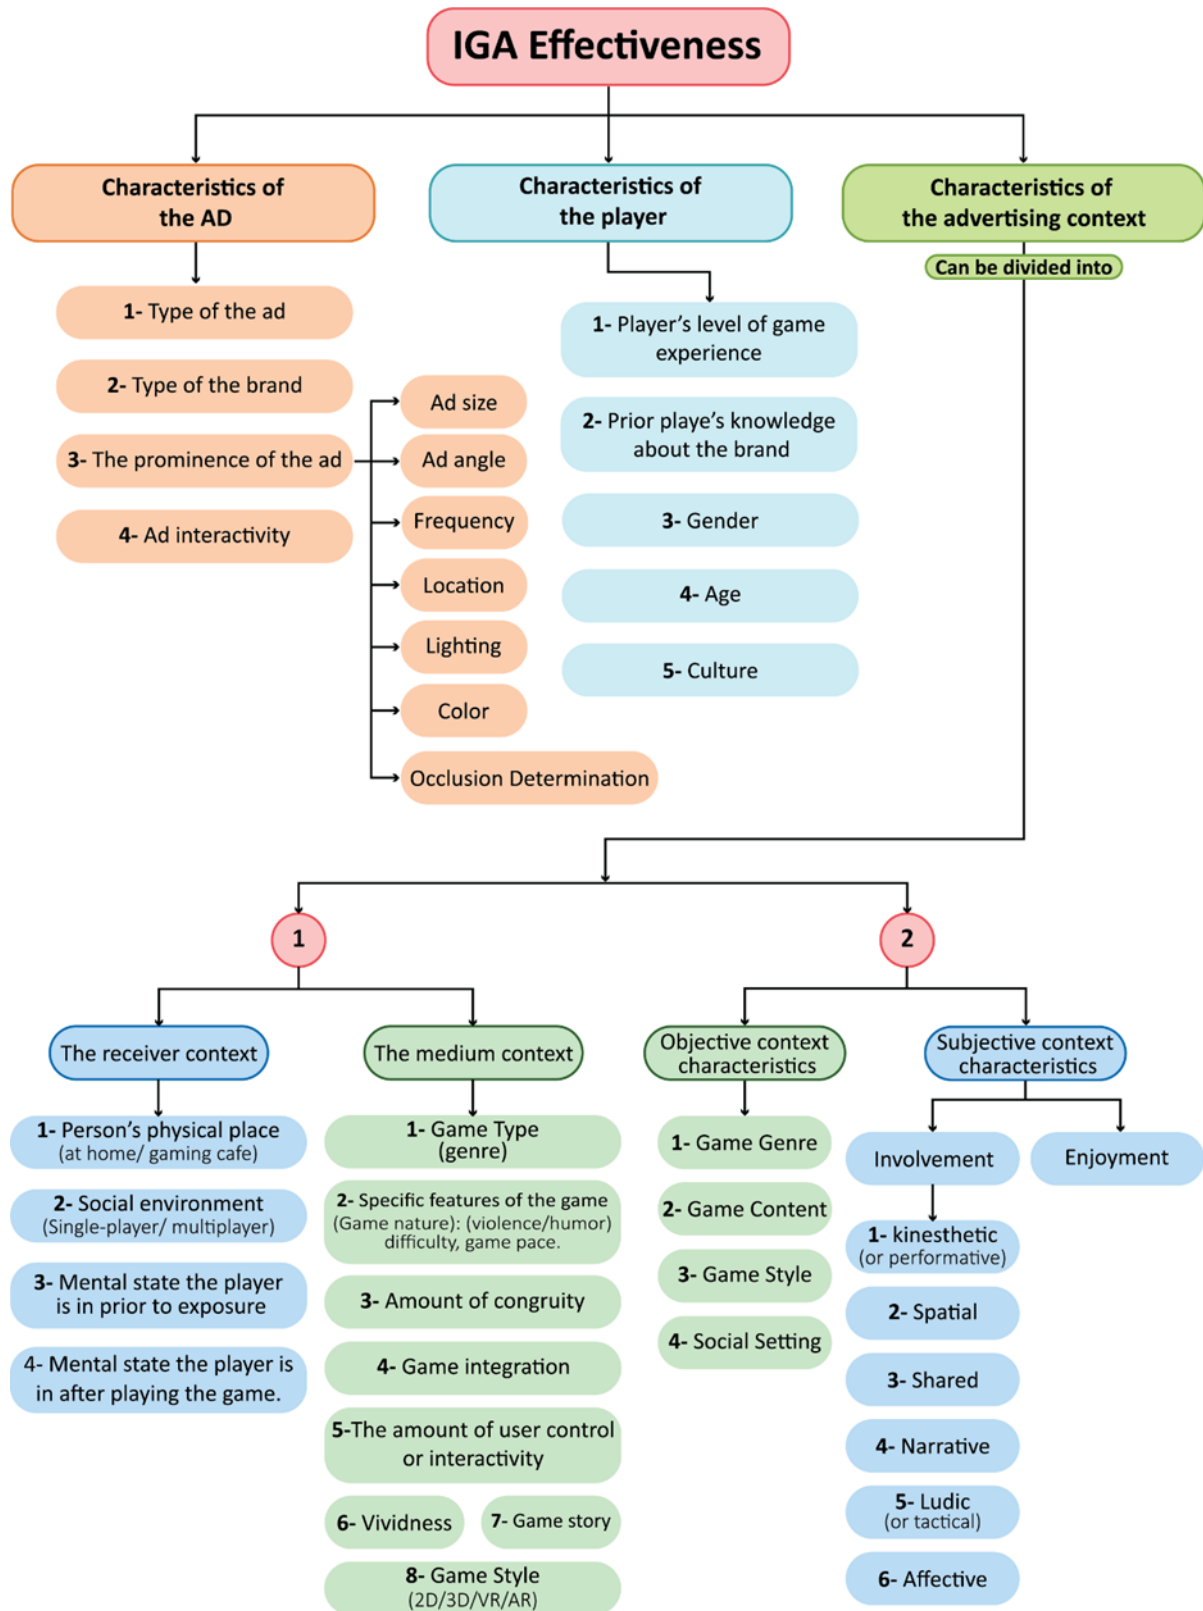 IGA Effectiveness
Characteristics of
the AD
1- Type of the ad
2- Type of the brand
3- The prominence of the ad
4- Ad interactivity
Ad size
Ad angle
Frequency
Location
Lighting
Color
Occlusion Determination
Characteristics of
the player
1- Player’s level of game
experience
2- Prior playe’s knowledge
about the brand
3- Gender
4- Age
5- Culture
Characteristics of
the advertising context
Can be divided into
1
The receiver context
1- Person’s physical place
(at home/ gaming cafe)
2- Social environment
(Single-player/ multiplayer)
3- Mental state the player
is in prior to exposure
4- Mental state the player is
in after playing the game.
The medium context
1- Game Type
(genre)
2- Specific features of the game
(Game nature): (violence/humor)
difficulty, game pace.
3- Amount of congruity
4- Game integration
5-The amount of user control
or interactivity
6- Vividness
7- Game story
8- Game Style
(2D/3D/VR/AR)
2
Objective context
characteristics
1- Game Genre
2- Game Content
3- Game Style
4- Social Setting
Subjective context
characteristics
Involvement
Enjoyment
1- kinesthetic
(or performative)
2- Spatial
3- Shared
4- Narrative
5- Ludic
(or tactical)
6- Affective